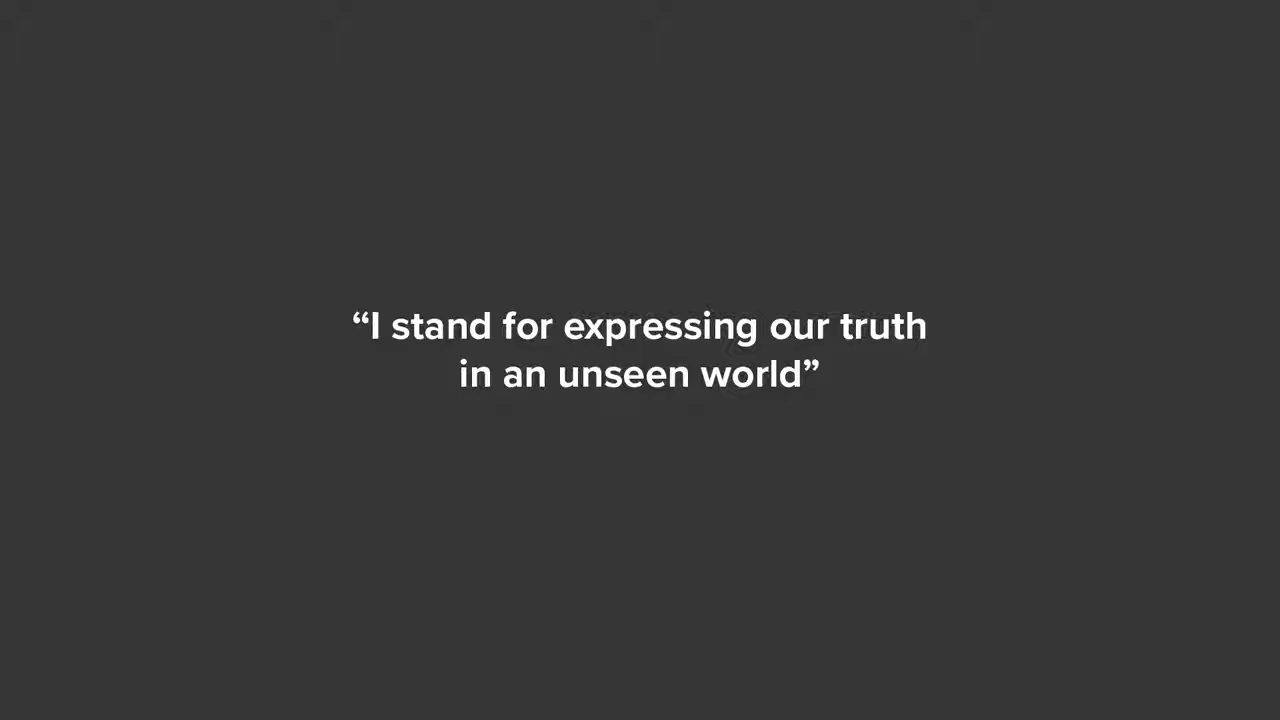 “I stand for expressing our truth
in an unseen world”